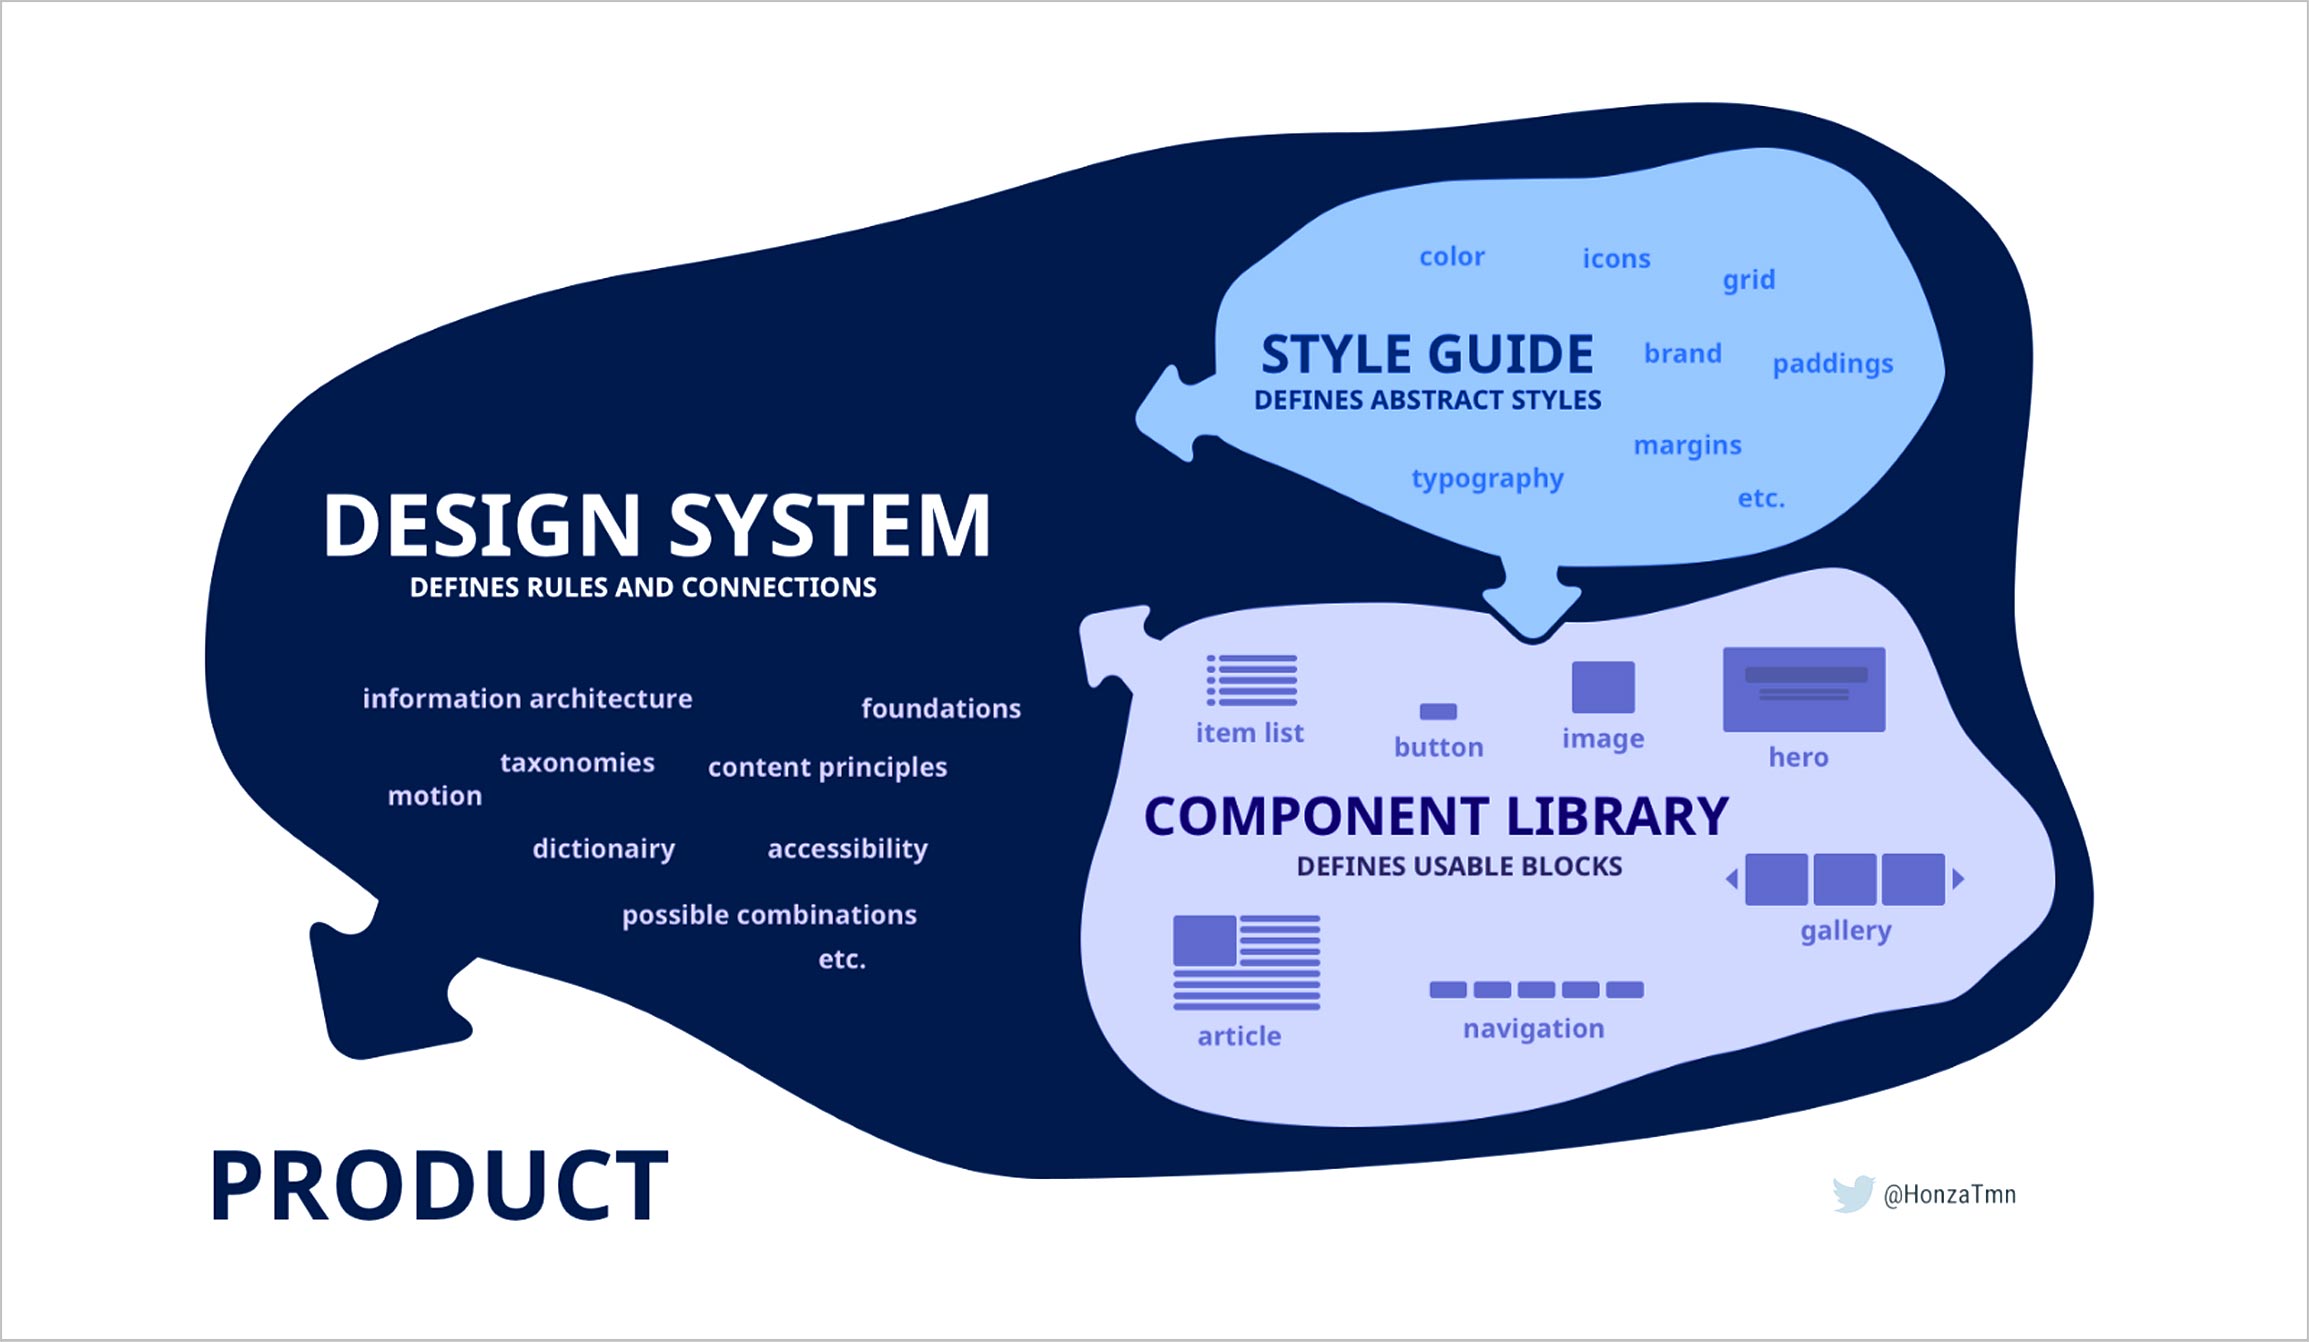 DESIGN SYSTEM
DEFINES RULES AND CONNECTIONS
information architecture
foundations
taxonomies
content principles
motion
dictionairy
accessibility
possible combinations
etc.
color
icons
grid
STYLE GUIDE
DEFINES ABSTRACT STYLES
brand
paddings
margins
typography
etc.
item list
button
image
hero
COMPONENT LIBRARY
DEFINES USABLE BLOCKS
gallery
article
navigation
PRODUCT
@HonzaTmn